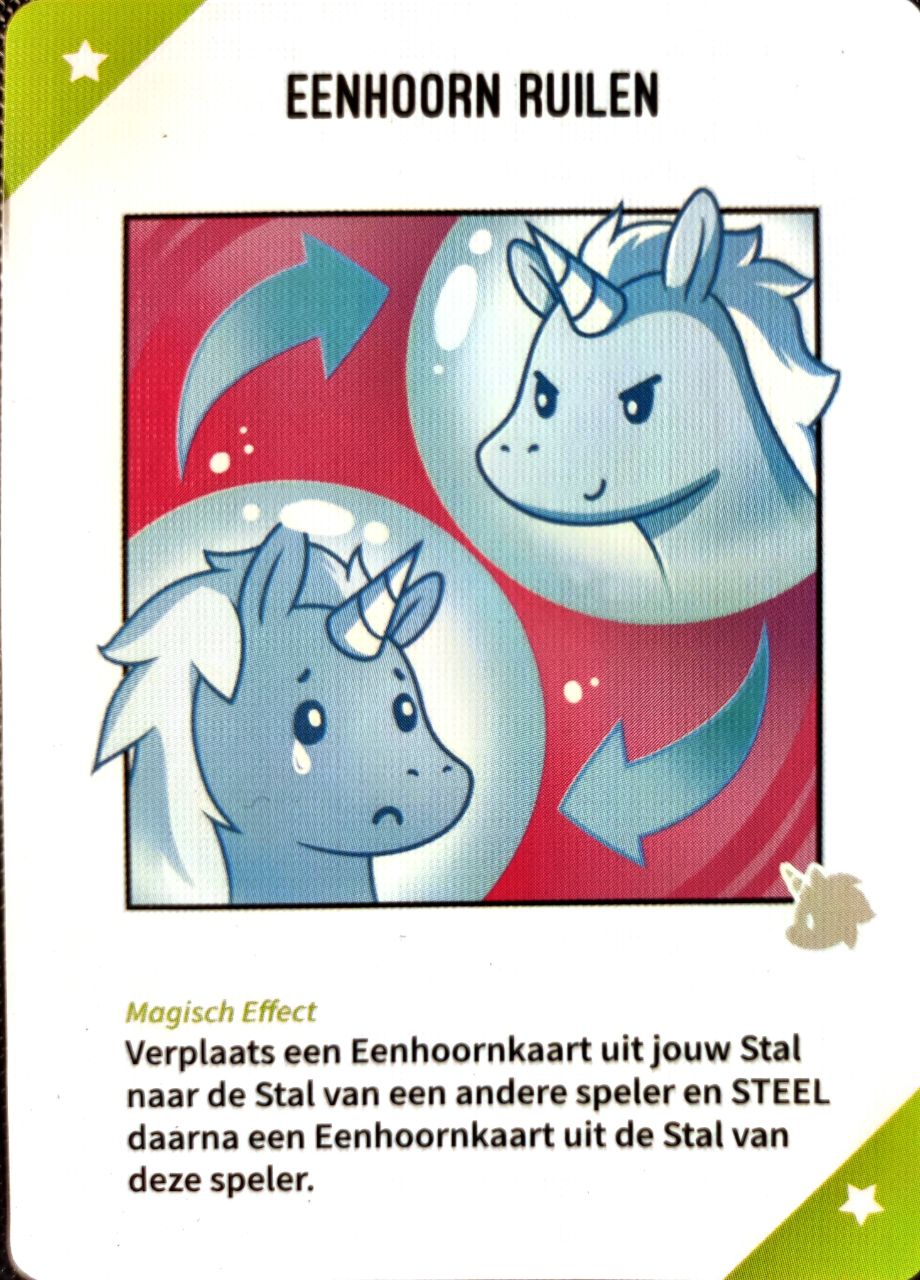 EENHOORN RUILEN
Magisch Effect
Verplaats een Eenhoornkaart uit jouw Stal
naar de Stal van een andere speler en STEEL
daarna een Eenhoornkaart uit de Stal van
deze speler.